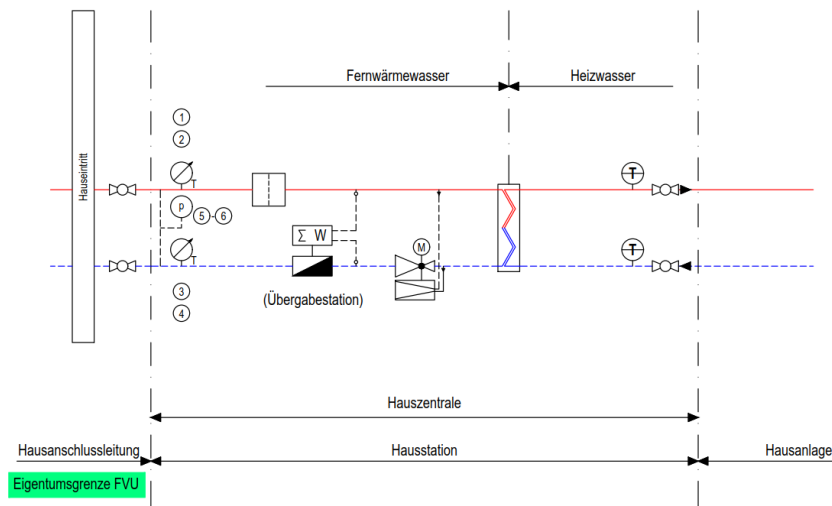 Fernwärmewasser
Heizwasser
1
2
Hauseintritt
T
T
p
5 - 6
Σ W
M
T
T
(Übergabestation)
3
4
Hauszentrale
Hausanschlussleitung
Hausstation
Hausanlage
Eigentumsgrenze FVU